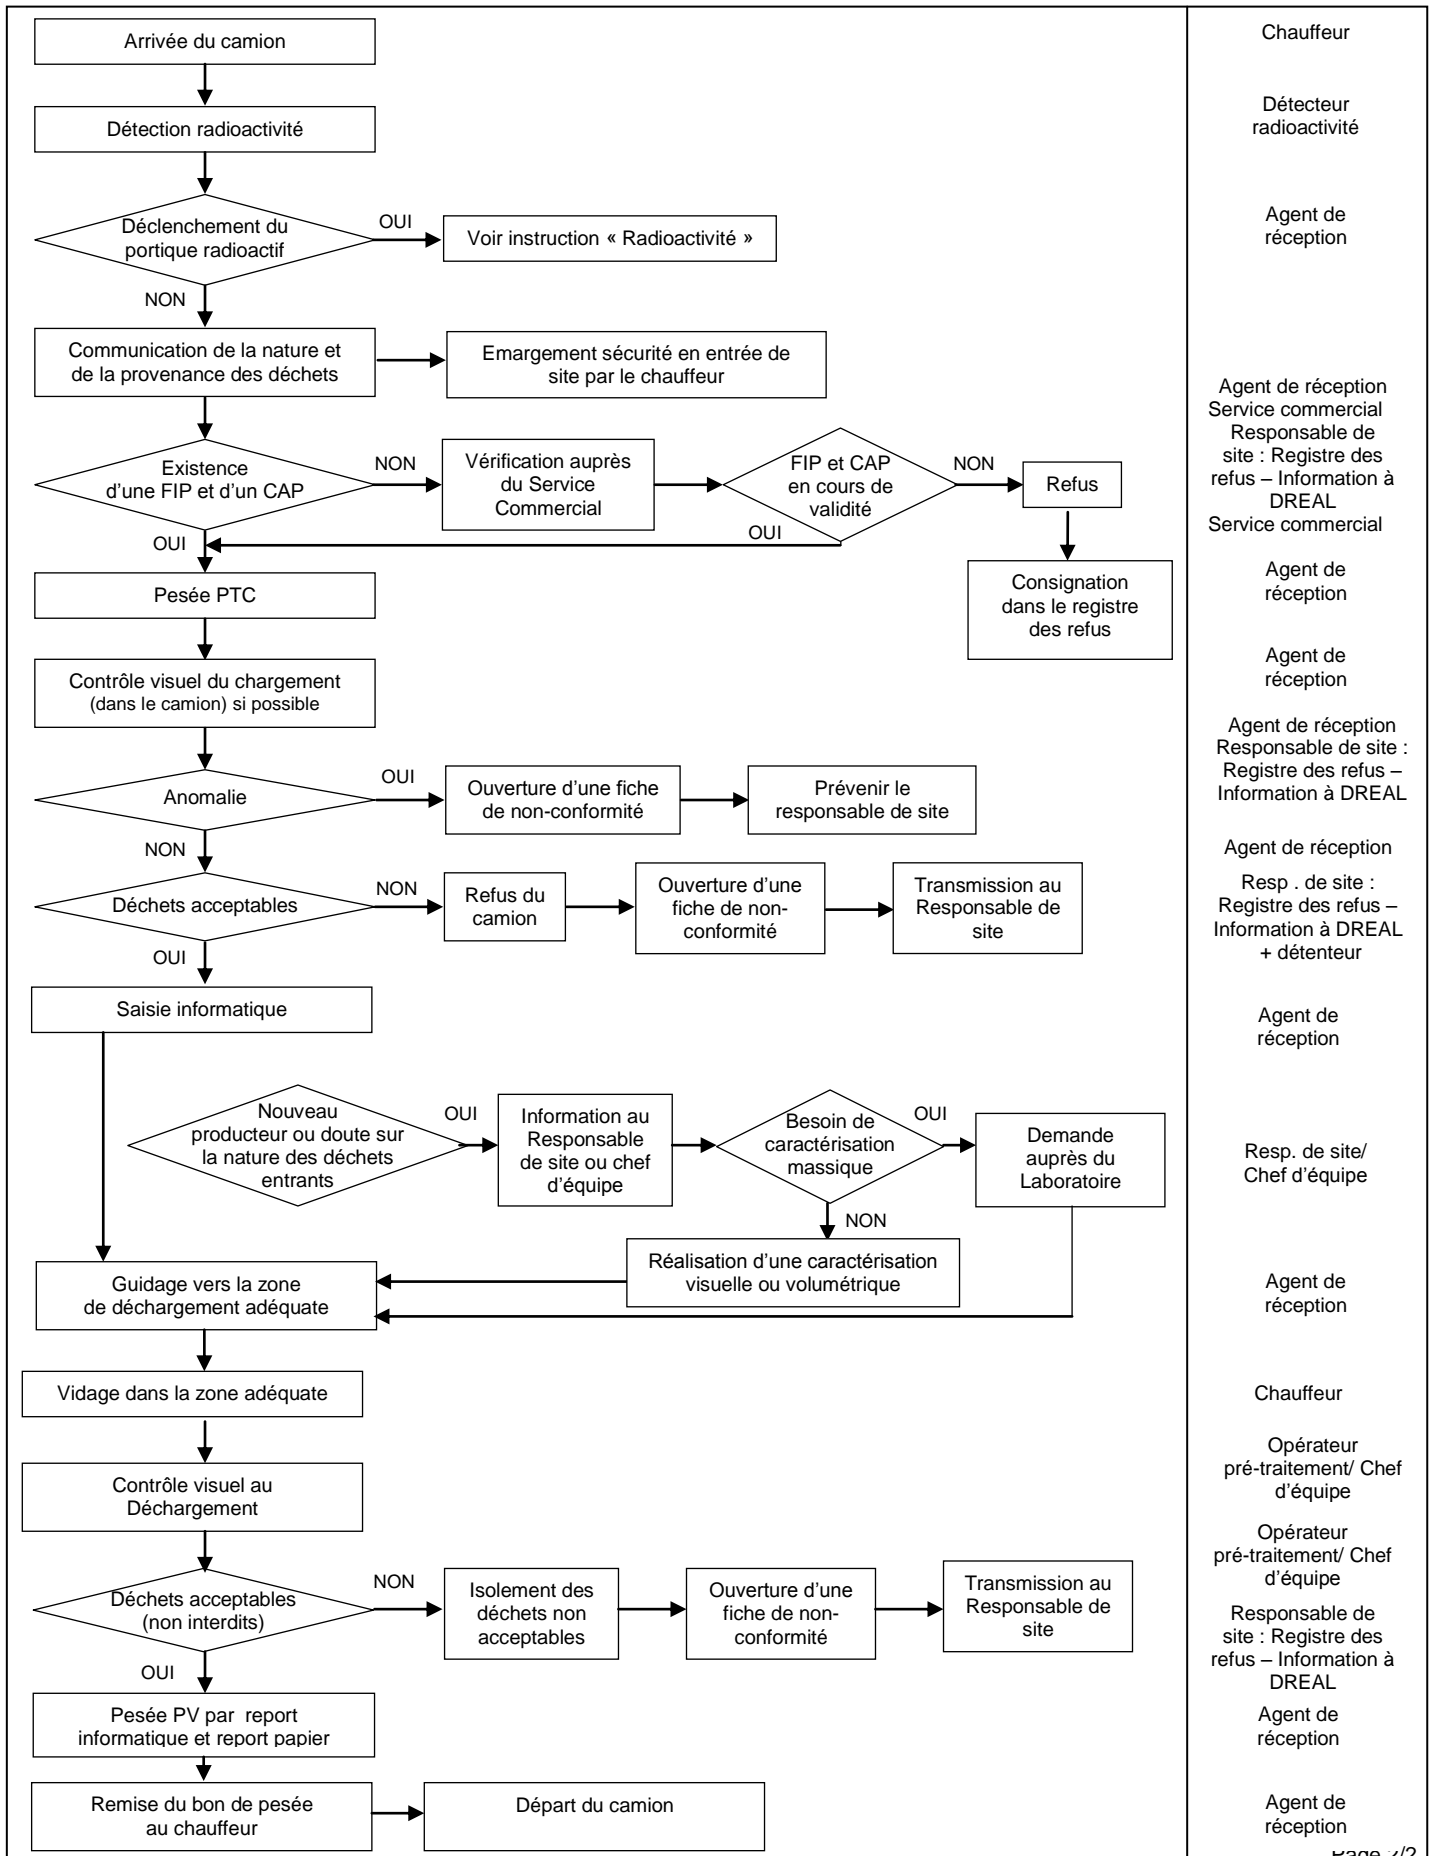 Arrivée du camion
Chauffeur
Détection radioactivité
Détecteur
radioactivité
Déclenchement du
portique radioactif
OUI
Voir instruction « Radioactivité »
Agent de
réception
NON
Communication de la nature et
de la provenance des déchets
Emargement sécurité en entrée de
site par le chauffeur
Existence
d'une FIP et d'un CAP
NON
Vérification auprès
du Service
Commercial
FIP et CAP
en cours de
validité
NON
Refus
Agent de réception
Service commercial
Responsable de
site : Registre des
refus – Information à
DREAL
Service commercial
OUI
OUI
Consignation
dans le registre
des refus
Pesée PTC
Agent de
réception
Contrôle visuel du chargement
(dans le camion) si possible
Agent de
réception
Anomalie
OUI
Ouverture d'une fiche
de non-conformité
Prévenir le
responsable de site
Agent de réception
Responsable de site :
Registre des refus –
Information à DREAL
NON
Agent de réception
Déchets acceptables
NON
Refus du
camion
Ouverture d'une
fiche de non-
conformité
Transmission au
Responsable de
site
Resp . de site :
Registre des refus –
Information à DREAL
+ détenteur
OUI
Saisie informatique
Agent de
réception
Nouveau
producteur ou doute sur
la nature des déchets
entrants
OUI
Information au
Responsable
de site ou chef
d'équipe
Besoin de
caractérisation
massique
OUI
Demande
auprès du
Laboratoire
Resp. de site/
Chef d'équipe
NON
Réalisation d'une caractérisation
visuelle ou volumétrique
Guidage vers la zone
de déchargement adéquate
Agent de
réception
Vidage dans la zone adéquate
Chauffeur
Contrôle visuel au
Déchargement
Opérateur
pré-traitement/ Chef
d'équipe
Déchets acceptables
(non interdits)
NON
Isolement des
déchets non
acceptables
Ouverture d'une
fiche de non-
conformité
Transmission au
Responsable de
site
Opérateur
pré-traitement/ Chef
d'équipe
Responsable de
site : Registre des
refus – Information à
DREAL
OUI
Pesée PV par report
informatique et report papier
Agent de
réception
Remise du bon de pesée
au chauffeur
Départ du camion
Agent de
réception
Page 2/2